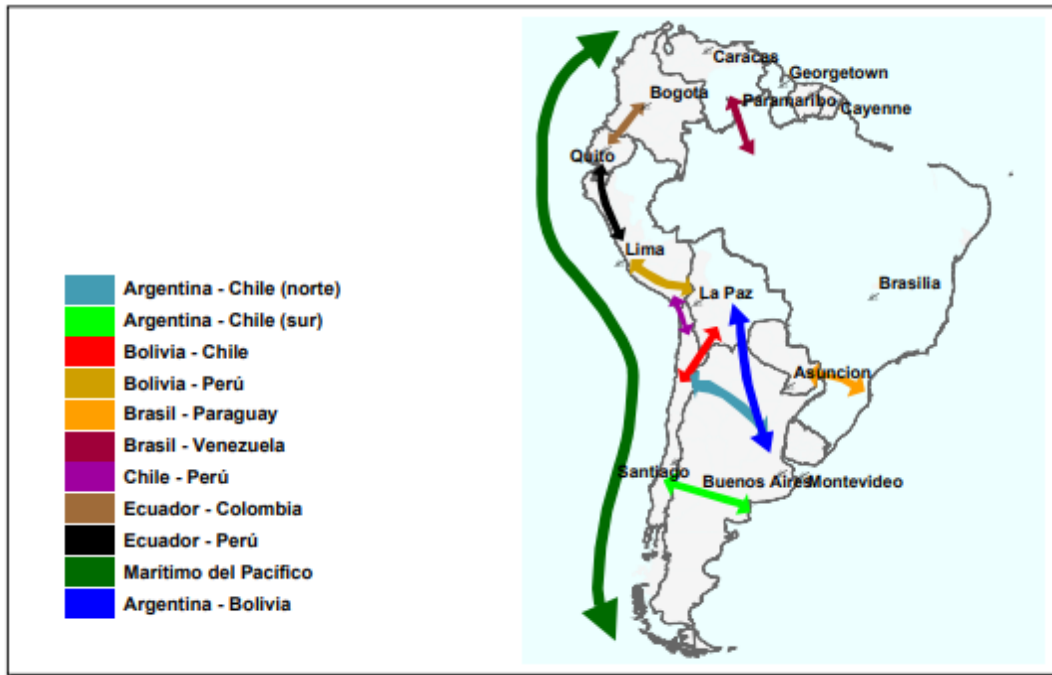 Argentina - Chile (norte)
Argentina - Chile (sur)
Bolivia - Chile
Bolivia - Perú
Brasil - Paraguay
Brasil - Venezuela
Chile - Perú
Ecuador - Colombia
Ecuador - Perú
Marítimo del Pacífico
Argentina - Bolivia
Caracas
Georgetown
Bogota
Paramaribo
Cayenne
Quito
Lima
La Paz
Brasilia
Asuncion
Santiago
Buenos Aires
Montevideo